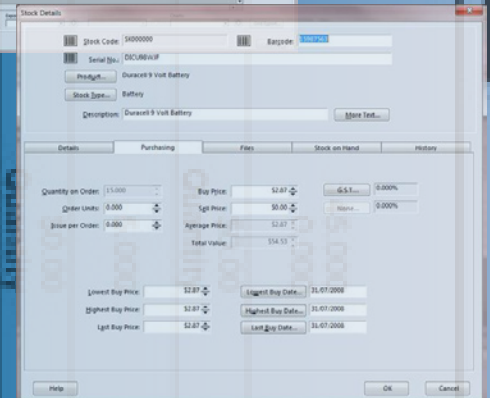 Stock Details
Stock Code: SK000000 Barcode:
Serial No.:
Product... Duracell 9 Volt Battery
Stock Type... Battery
Description: Duracell 9 Volt Battery More Text...
Details Purchasing Files Stock on Hand History
Quantity on Order: 15.000 Buy Price: $2.87 G.S.T... 0.000%
Order Units: 0.000 Sell Price: $0.00 None... 0.000%
Issue per Order: 0.000 Average Price: $2.87
Total Value: $54.53
Lowest Buy Price: $2.87 Lowest Buy Date... 31/07/2008
Highest Buy Price: $2.87 Highest Buy Date... 31/07/2008
Last Buy Price: $2.87 Last Buy Date... 31/07/2008
Help OK Cancel